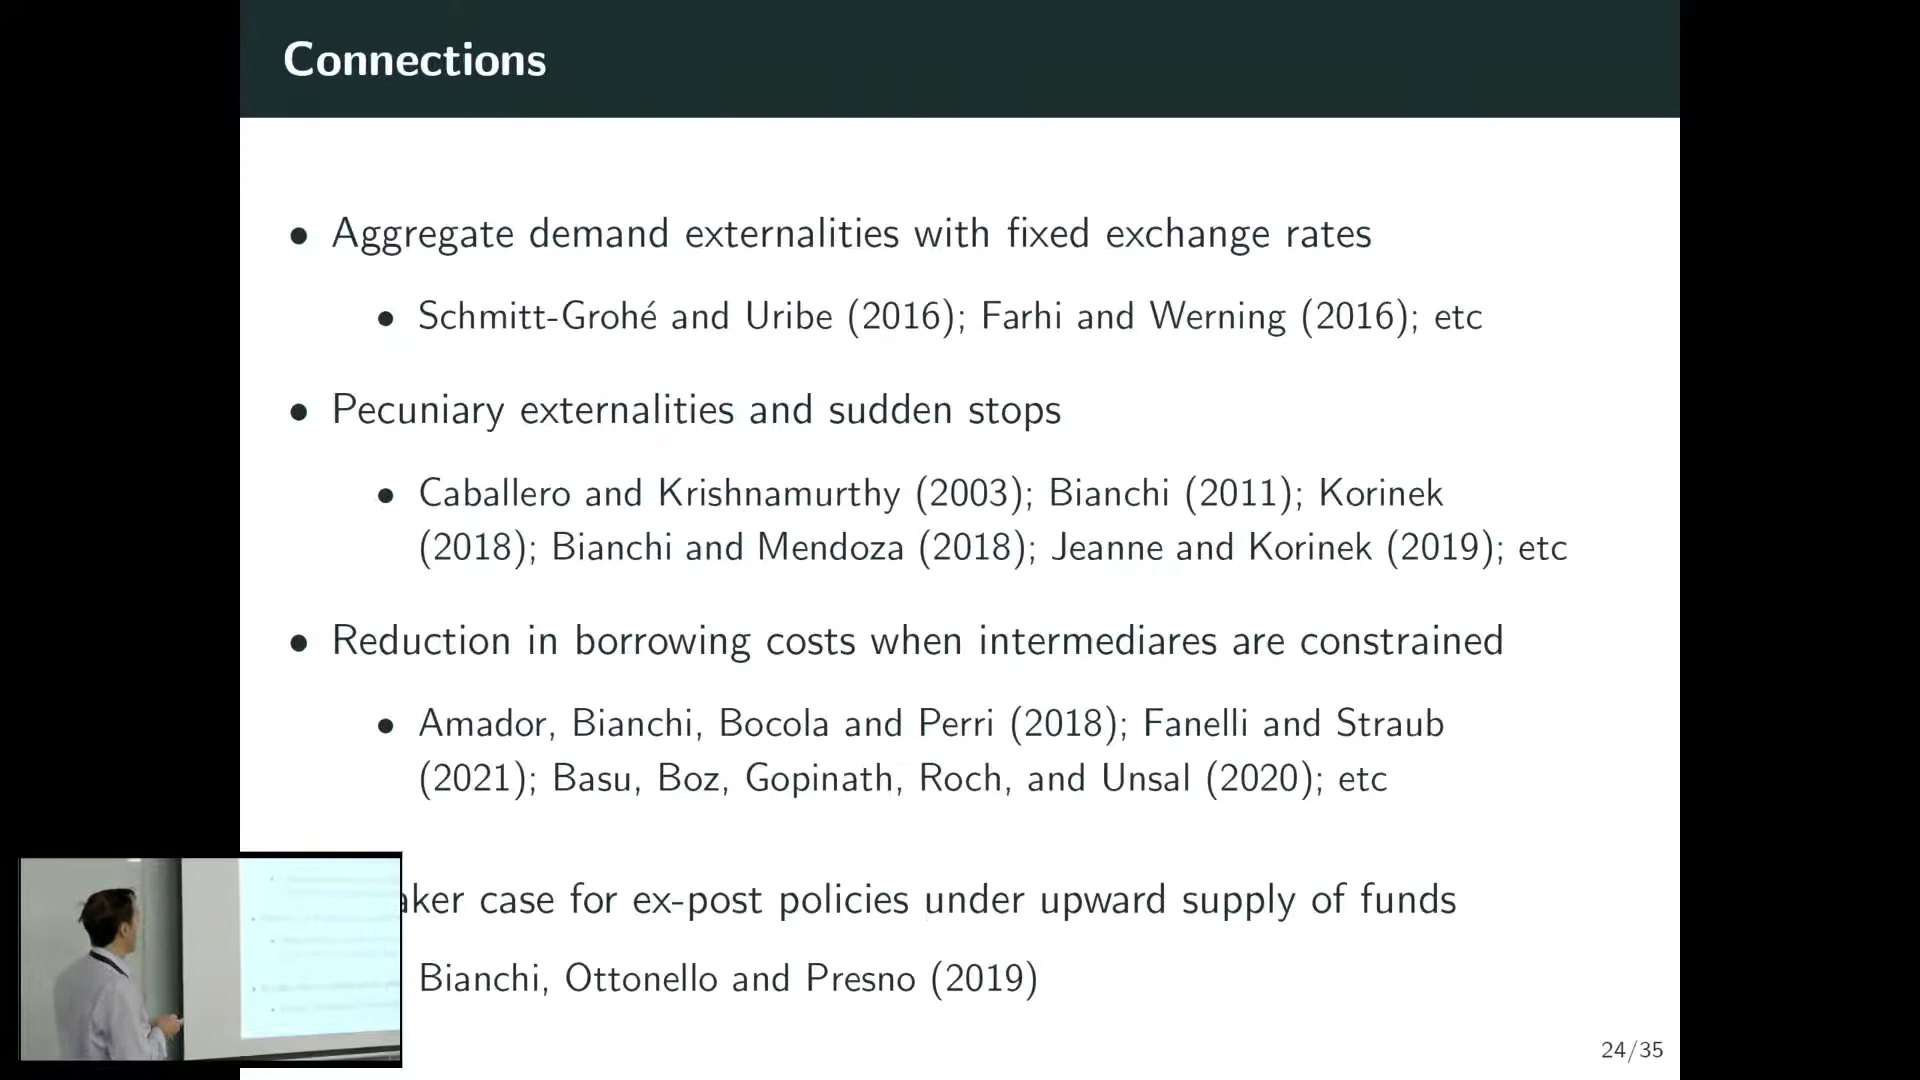 Connections
• Aggregate demand externalities with fixed exchange rates
• Schmitt-Grohé and Uribe (2016); Farhi and Werning (2016); etc
• Pecuniary externalities and sudden stops
• Caballero and Krishnamurthy (2003); Bianchi (2011); Korinek
(2018); Bianchi and Mendoza (2018); Jeanne and Korinek (2019); etc
• Reduction in borrowing costs when intermediares are constrained
• Amador, Bianchi, Bocola and Perri (2018); Fanelli and Straub
(2021); Basu, Boz, Gopinath, Roch, and Unsal (2020); etc
case for ex-post policies under upward supply of funds
Bianchi, Ottonello and Presno (2019)
24/35